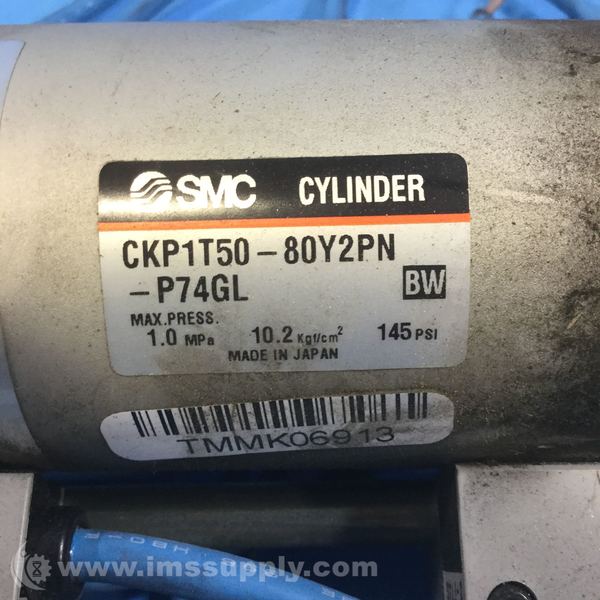 SMC CYLINDER
CKP1T50-80Y2PN
-P74GL BW
MAX.PRESS.
1.0 MPa 10.2 Kgf/cm² 145 PSI
MADE IN JAPAN
TMMK06913
www.imssupply.com